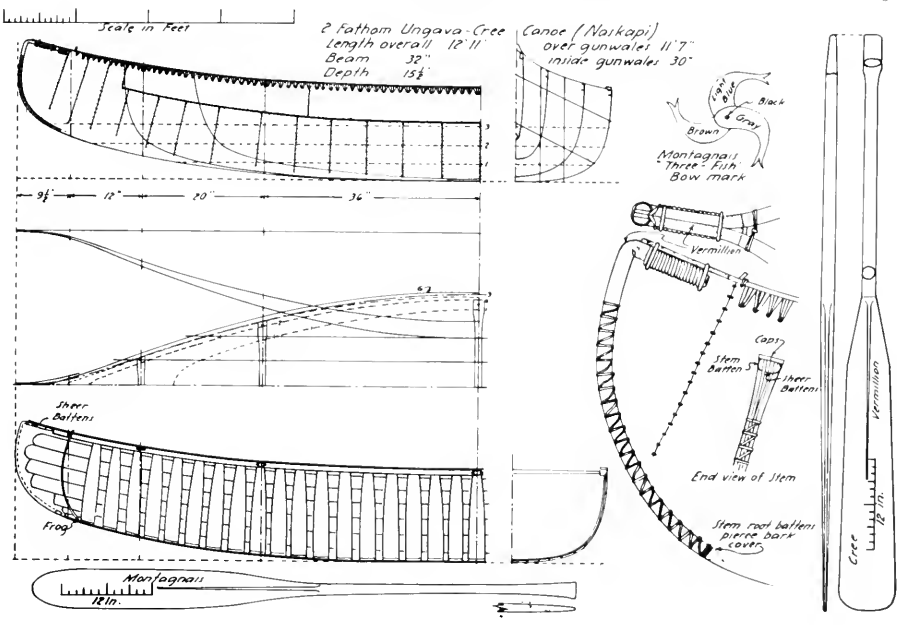 Scale in Feet
2 Fathom Ungava-Cree Canoe (Naskapi)
Length overall 12' 11" over gunwales 11' 7"
Beam 32" inside gunwales 30"
Depth 15½"
Light Blue
Black
Gray
Brown
Montagnais
"Three-Fish"
Bow mark
3
2
1
9½"
12"
20"
36"
Vermillion
Caps
Stem
Battens
Sheer
Battens
End view of Stem
Sheer
Battens
Frog
Stem root battens
pierce bark
cover
Montagnais
12 in.
Vermillion
Cree
12 in.